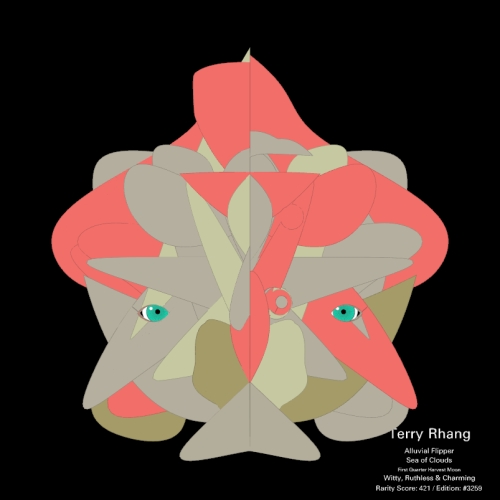 Terry Rhang
Alluvial Flipper
Sea of Clouds
First Quarter Harvest Moon
Witty, Ruthless & Charming
Rarity Score: 421 / Edition: #3259